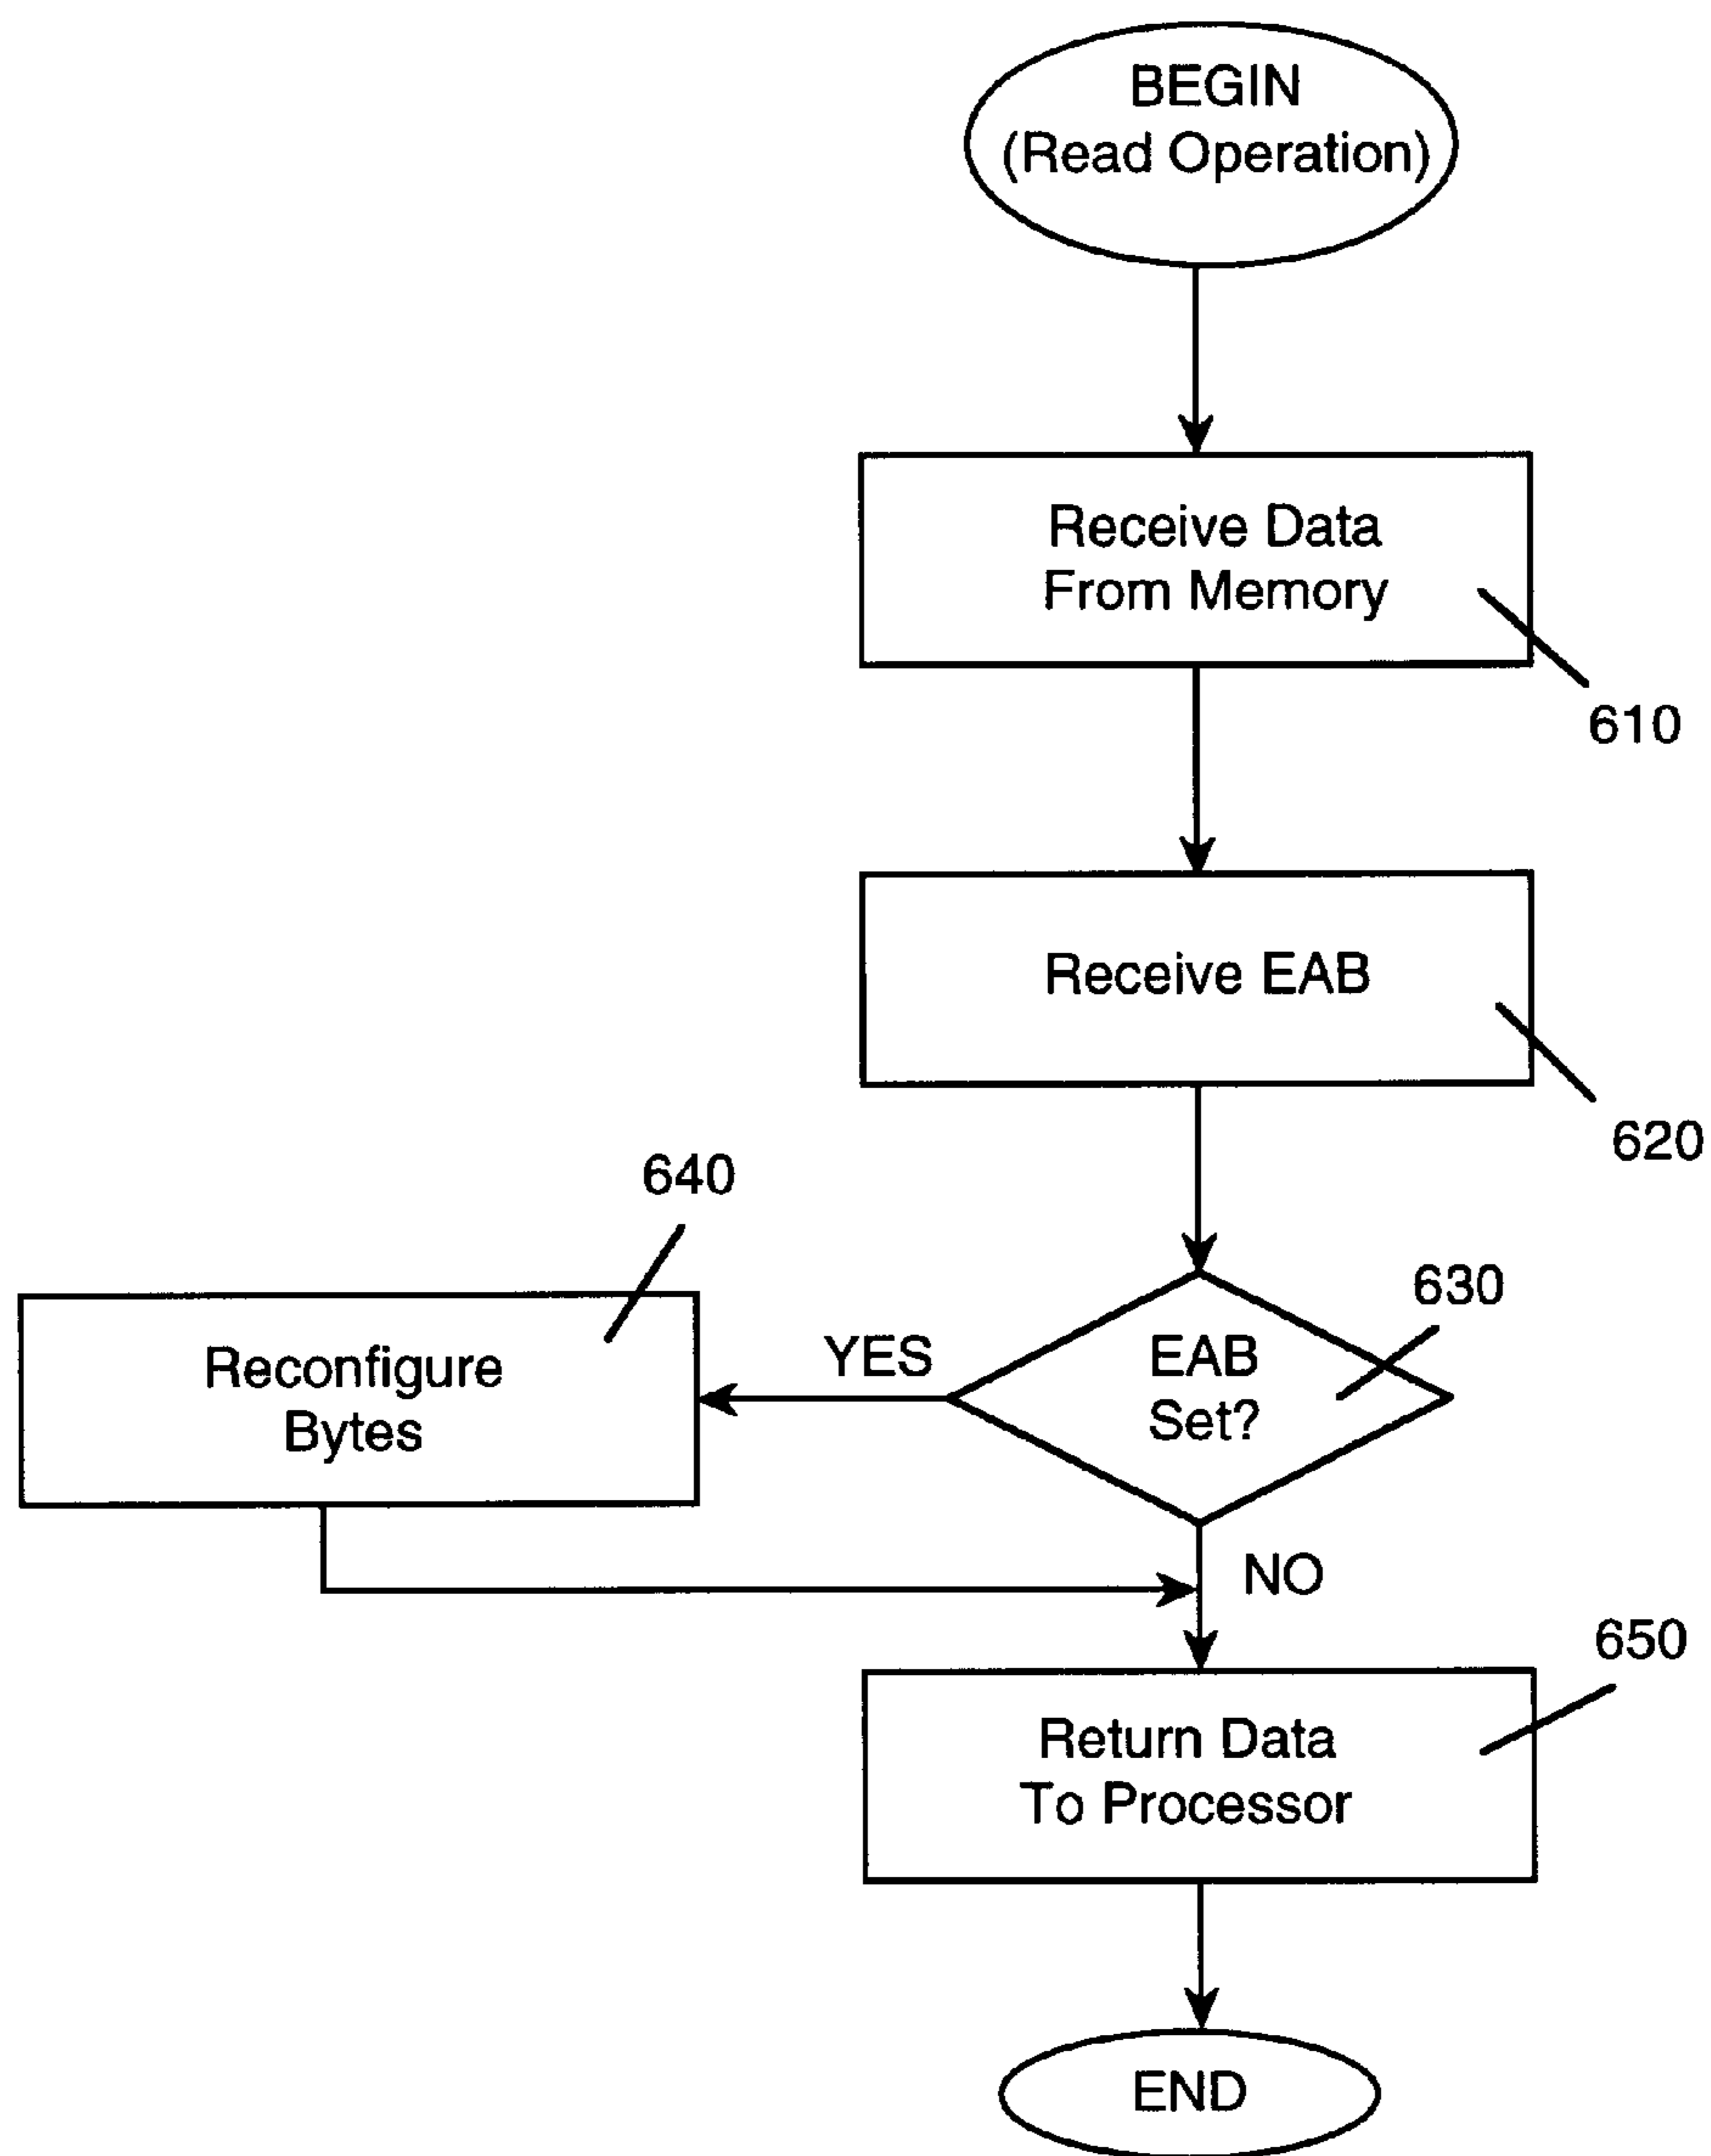 BEGIN
(Read Operation)
Receive Data
From Memory
610
Receive EAB
620
640
630
YES
EAB
Set?
Reconfigure
Bytes
NO
650
Return Data
To Processor
END